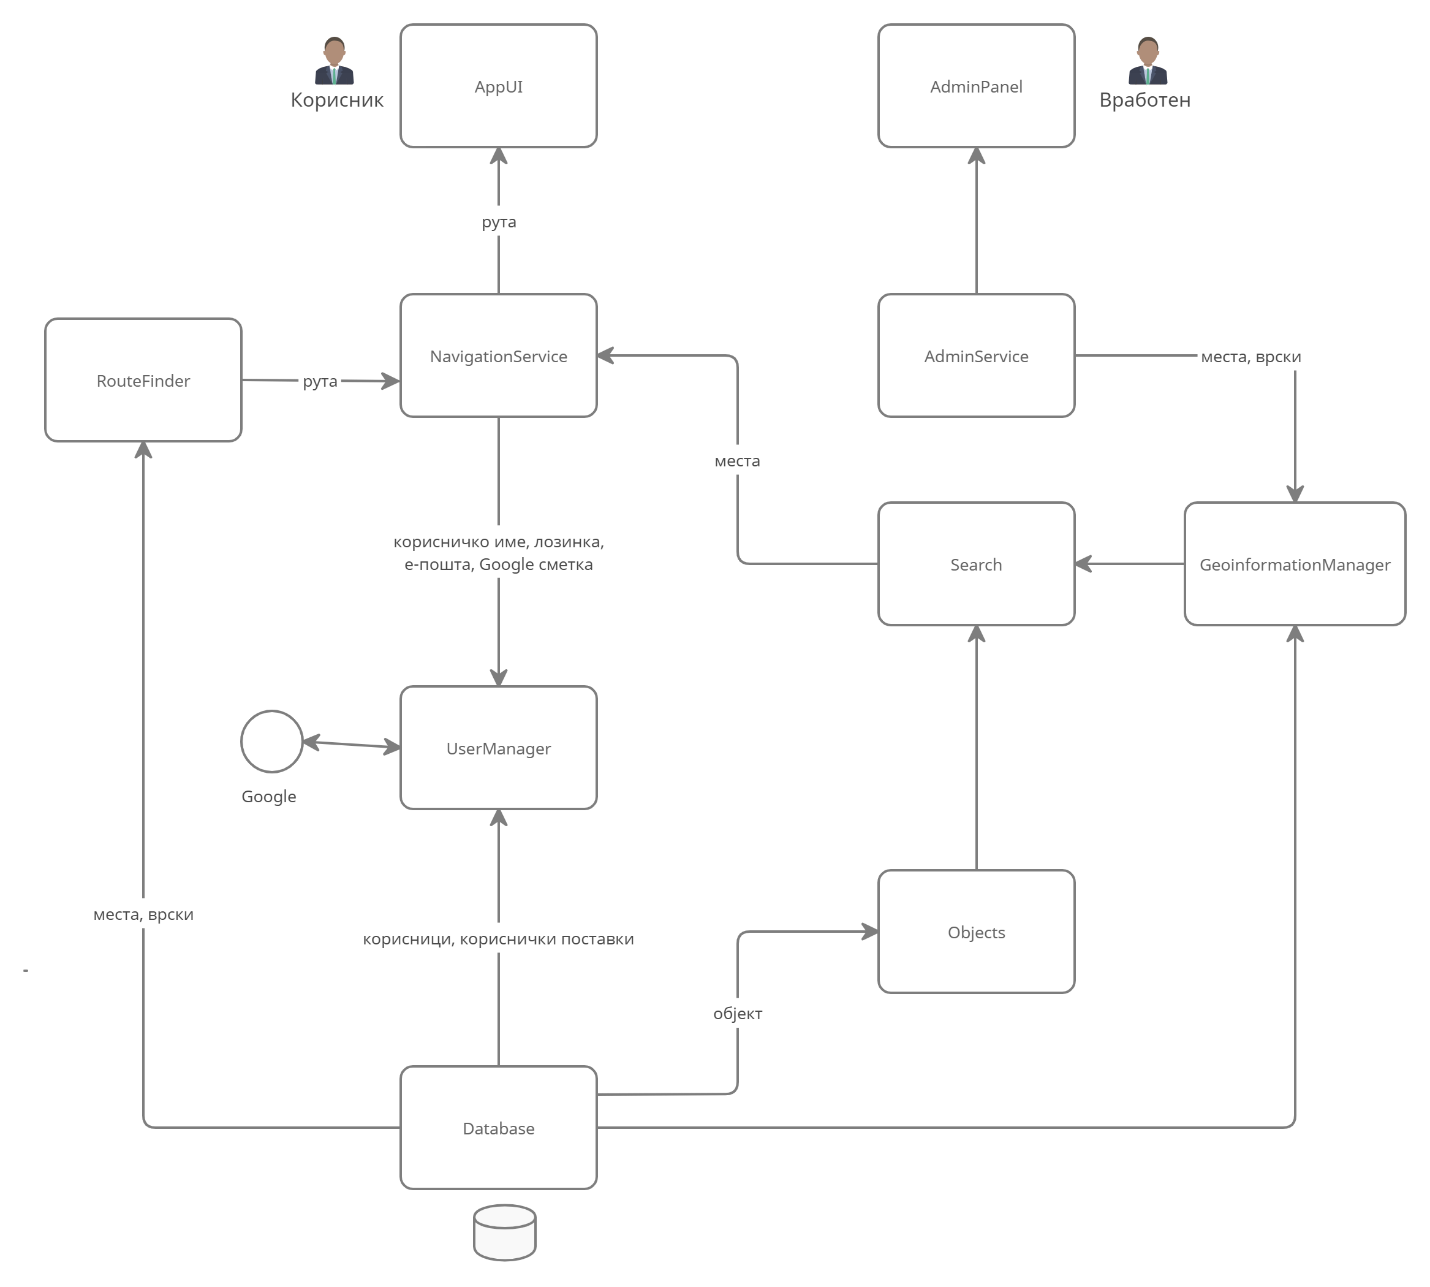 Корисник
AppUI
AdminPanel
Вработен
рута
NavigationService
AdminService
места, врски
RouteFinder
рута
места
корисничко име, лозинка,
е-пошта, Google сметка
Search
GeoinformationManager
UserManager
Google
места, врски
корисници, кориснички поставки
Objects
-
објект
Database